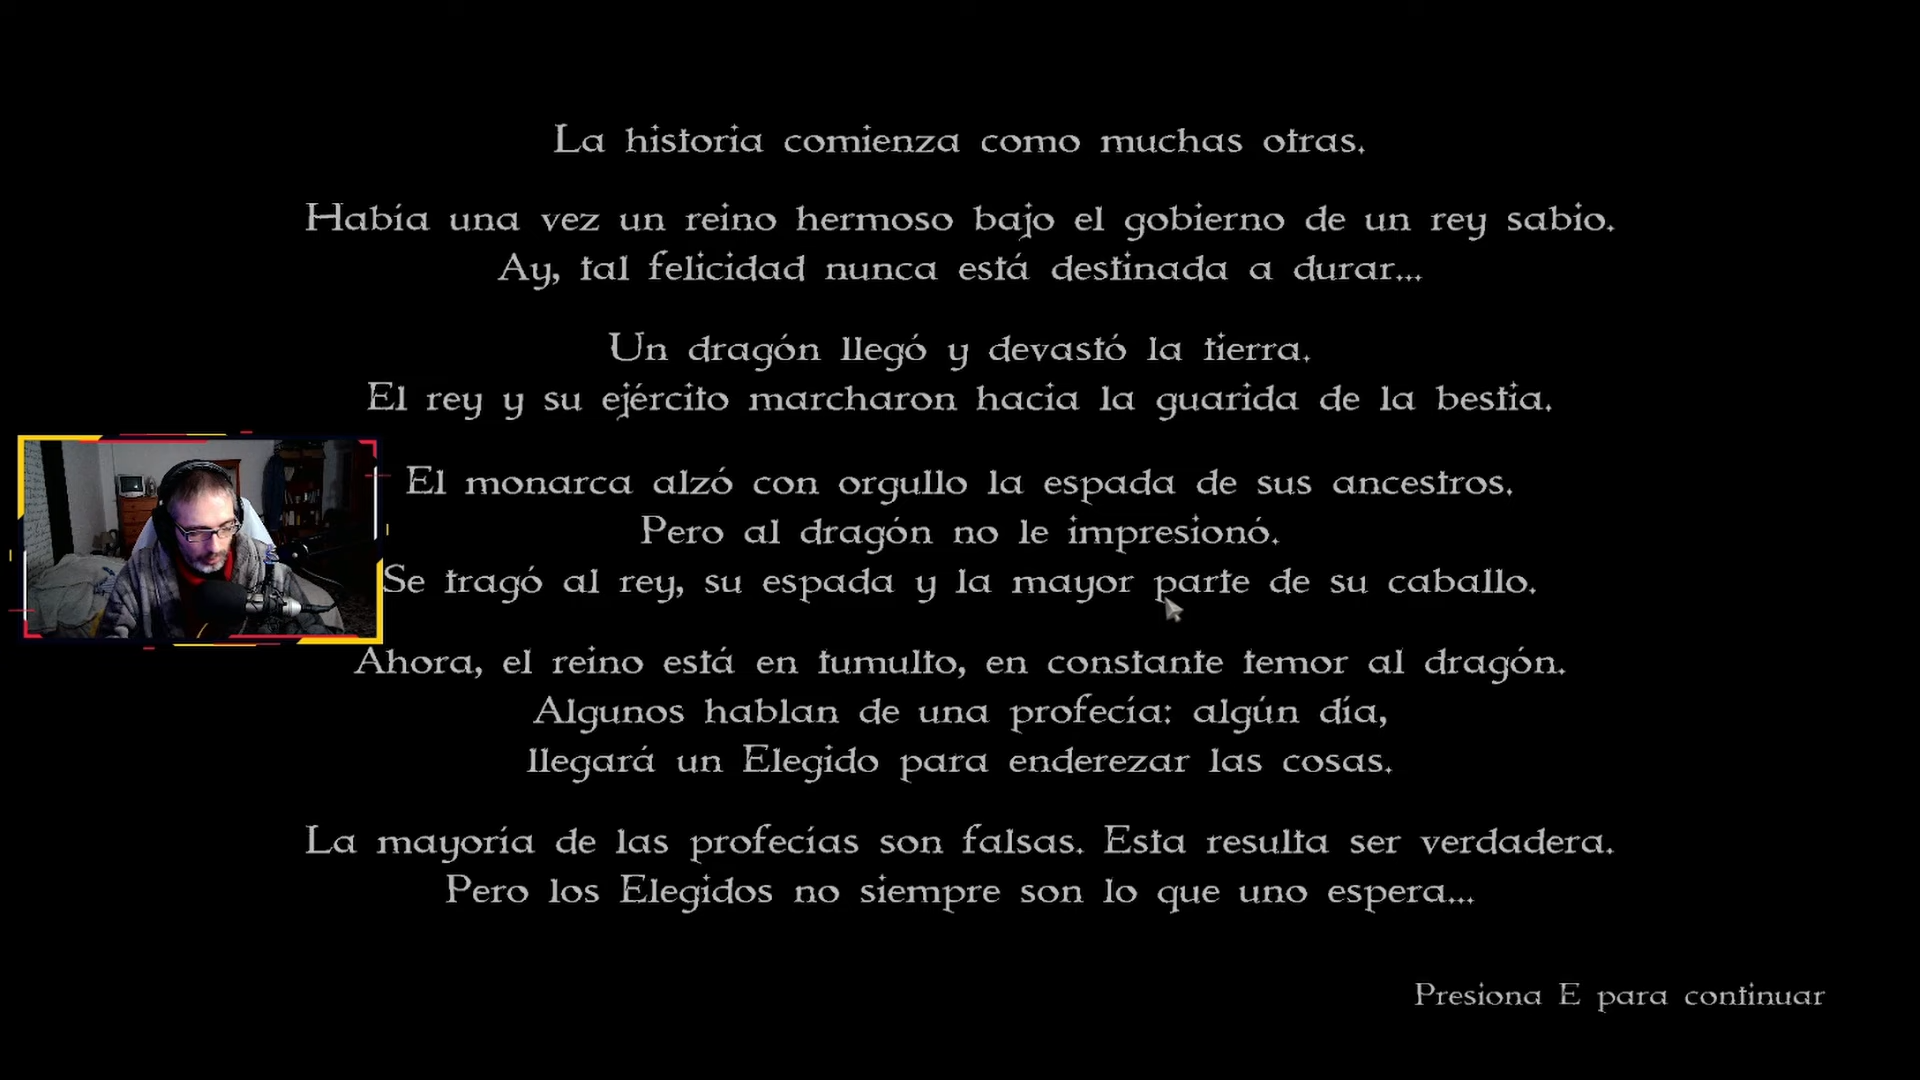 La historia comienza como muchas otras.
Había una vez un reino hermoso bajo el gobierno de un rey sabio.
Ay, tal felicidad nunca está destinada a durar...
Un dragón llegó y devastó la tierra.
El rey y su ejército marcharon hacia la guarida de la bestia.
El monarca alzó con orgullo la espada de sus ancestros.
Pero al dragón no le impresionó.
Se tragó al rey, su espada y la mayor parte de su caballo.
Ahora, el reino está en tumulto, en constante temor al dragón.
Algunos hablan de una profecía: algún día,
llegará un Elegido para enderezar las cosas.
La mayoría de las profecías son falsas. Esta resulta ser verdadera.
Pero los Elegidos no siempre son lo que uno espera...
Presiona E para continuar